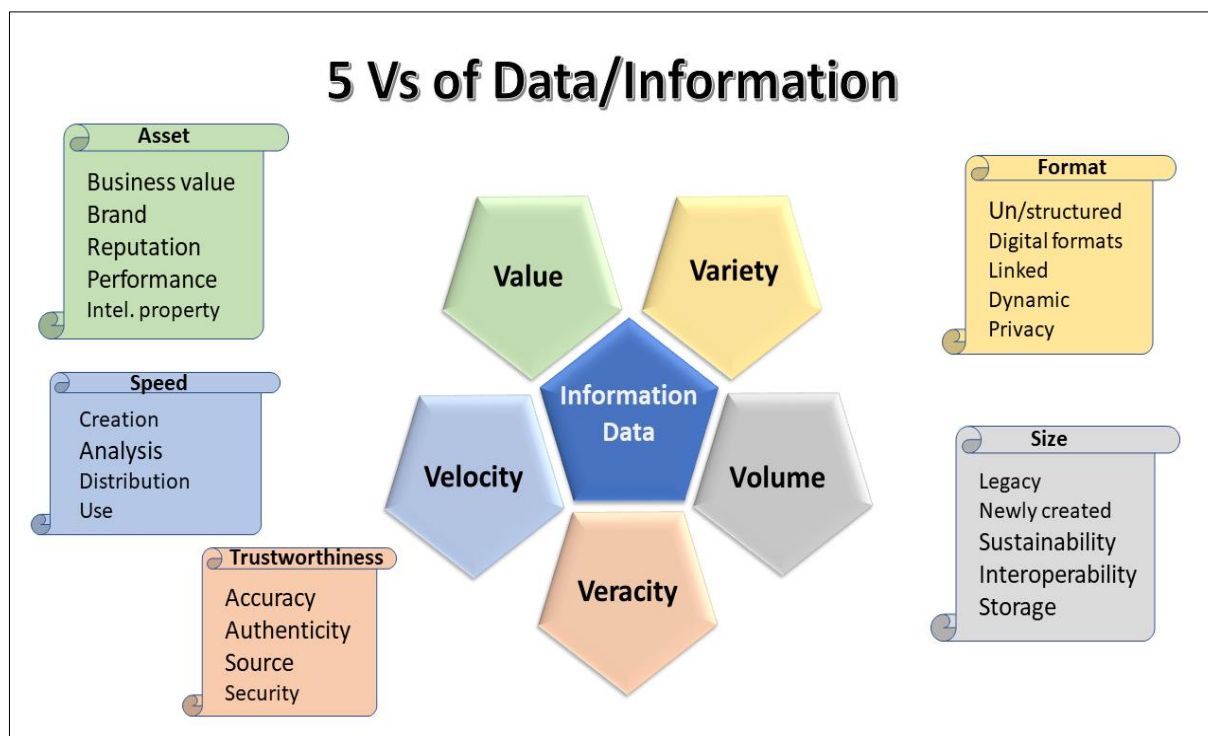 5 Vs of Data/Information
Asset
Business value
Brand
Reputation
Performance
Intel. property
Speed
Creation
Analysis
Distribution
Use
Trustworthiness
Accuracy
Authenticity
Source
Security
Value
Variety
Information
Data
Velocity
Volume
Veracity
Format
Un/structured
Digital formats
Linked
Dynamic
Privacy
Size
Legacy
Newly created
Sustainability
Interoperability
Storage